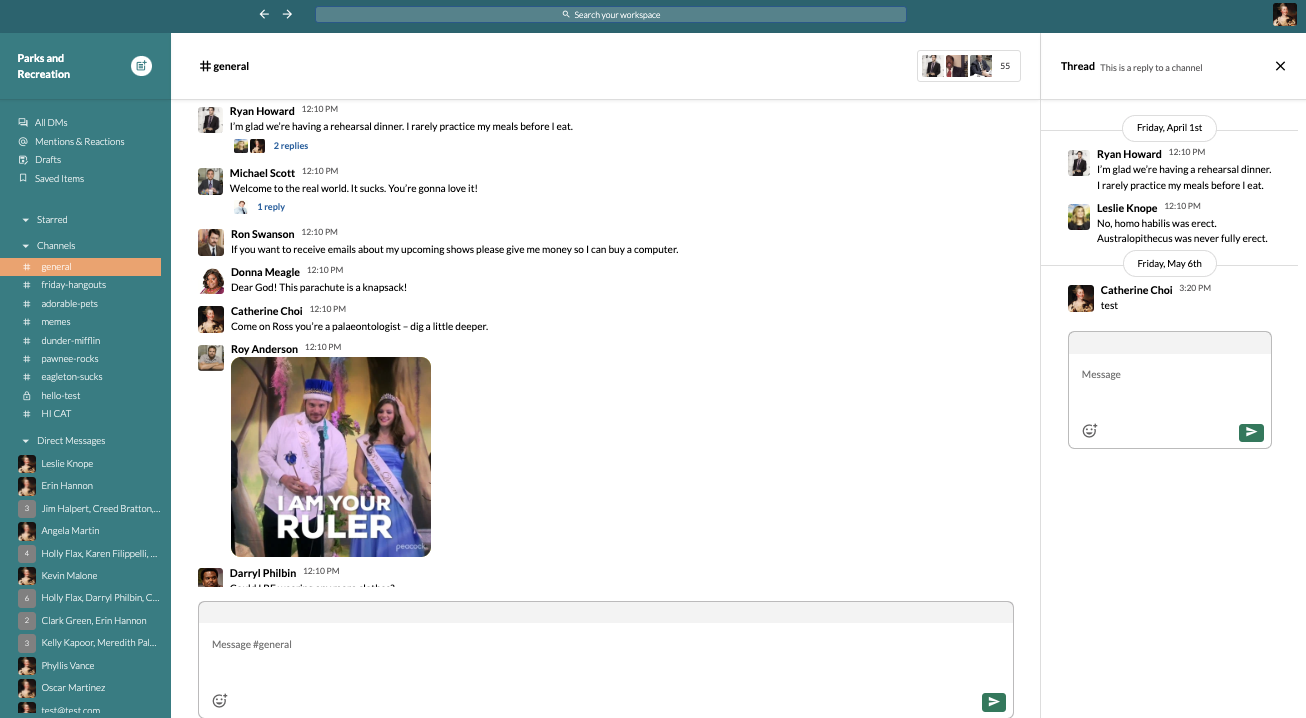 Search your workspace
Parks and
Recreation
All DMs
Mentions & Reactions
Drafts
Saved Items
Starred
Channels
# general
# friday-hangouts
# adorable-pets
# memes
# dunder-mifflin
# pawnee-rocks
# eagleton-sucks
hello-test
# HI CAT
Direct Messages
Leslie Knope
Erin Hannon
3 Jim Halpert, Creed Bratton,...
Angela Martin
4 Holly Flax, Karen Filippelli, ...
Kevin Malone
6 Holly Flax, Darryl Philbin, C...
2 Clark Green, Erin Hannon
3 Kelly Kapoor, Meredith Pal...
Phyllis Vance
Oscar Martinez
test@test.com
#general
55
Ryan Howard 12:10 PM
I'm glad we're having a rehearsal dinner. I rarely practice my meals before I eat.
2 replies
Michael Scott 12:10 PM
Welcome to the real world. It sucks. You're gonna love it!
1 reply
Ron Swanson 12:10 PM
If you want to receive emails about my upcoming shows please give me money so I can buy a computer.
Donna Meagle 12:10 PM
Dear God! This parachute is a knapsack!
Catherine Choi 12:10 PM
Come on Ross you're a palaeontologist – dig a little deeper.
Roy Anderson 12:10 PM
I AM YOUR
RULER
peacock
Darryl Philbin 12:10 PM
Could I BE wearing any more clothes?
Message #general
Thread This is a reply to a channel
Friday, April 1st
Ryan Howard 12:10 PM
I'm glad we're having a rehearsal dinner.
I rarely practice my meals before I eat.
Leslie Knope 12:10 PM
No, homo habilis was erect.
Australopithecus was never fully erect.
Friday, May 6th
Catherine Choi 3:20 PM
test
Message